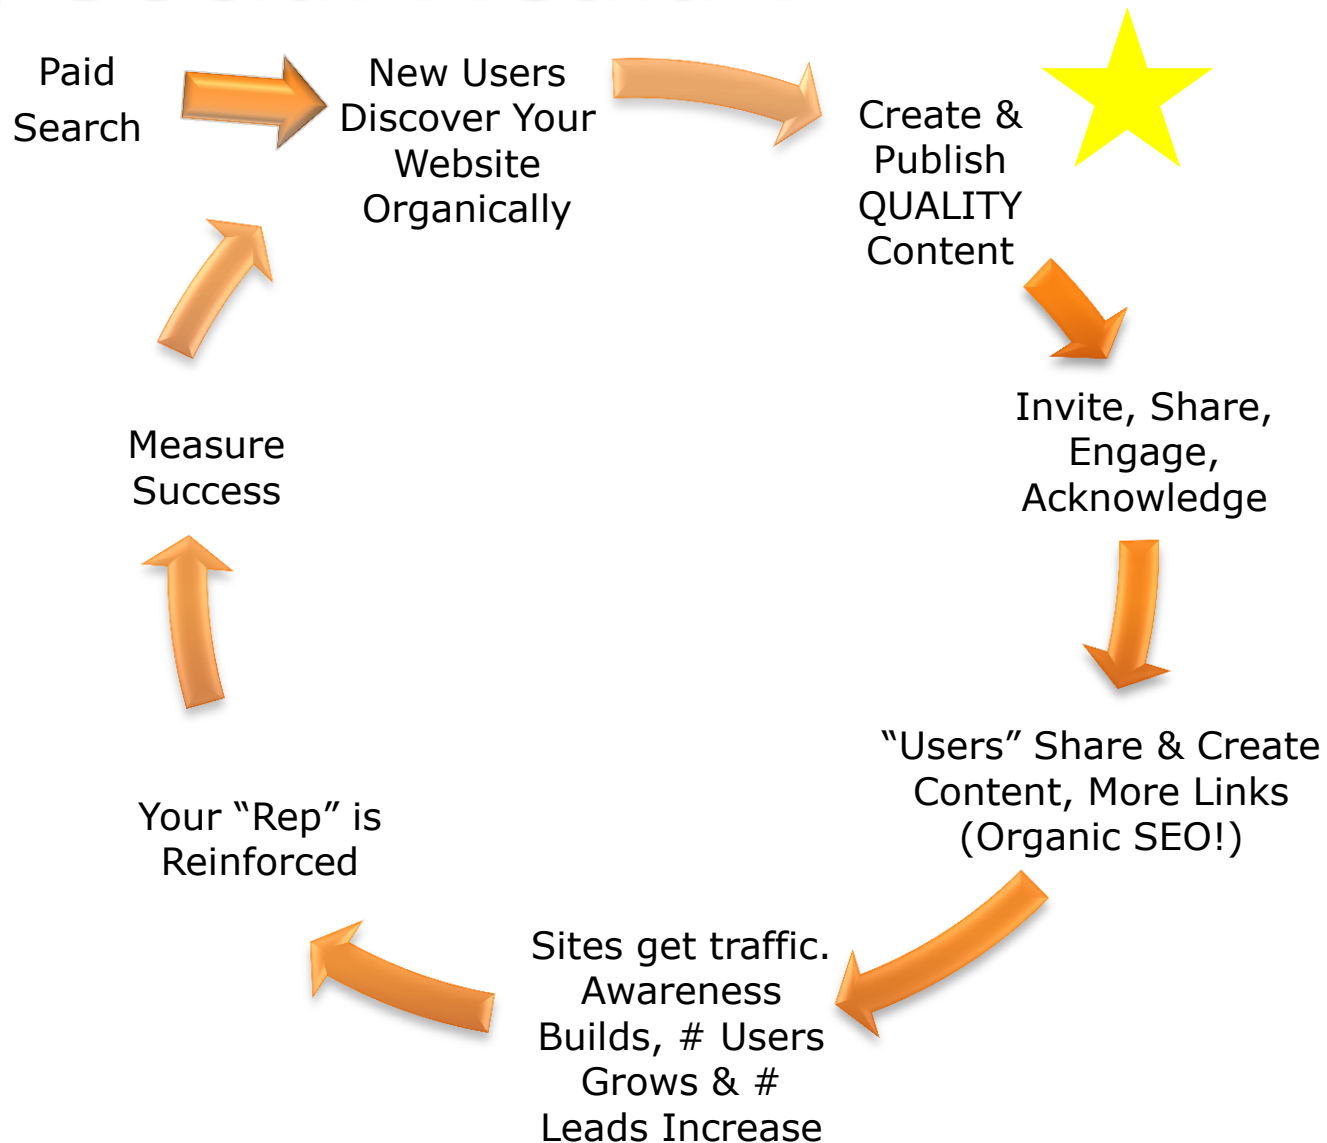 Paid
Search
New Users
Discover Your
Website
Organically
Create &
Publish
QUALITY
Content
Invite, Share,
Engage,
Acknowledge
“Users” Share & Create
Content, More Links
(Organic SEO!)
Sites get traffic.
Awareness
Builds, # Users
Grows & #
Leads Increase
Your “Rep” is
Reinforced
Measure
Success